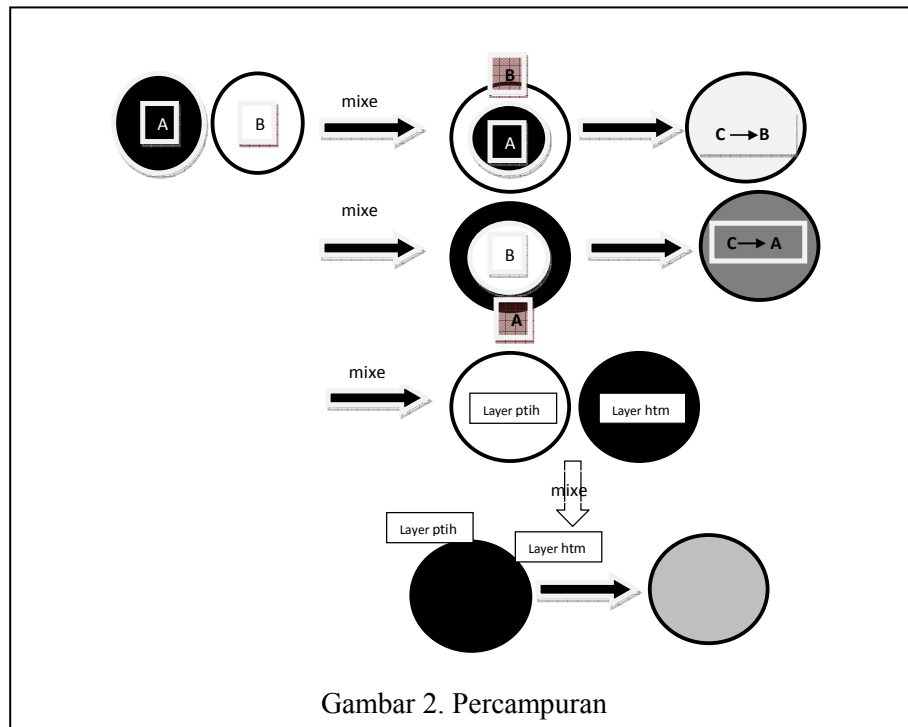 B
A
B
mixe
A
C → B
mixe
B
C → A
A
mixe
Layer ptih
Layer htm
mixe
Layer ptih
Layer htm
Gambar 2. Percampuran